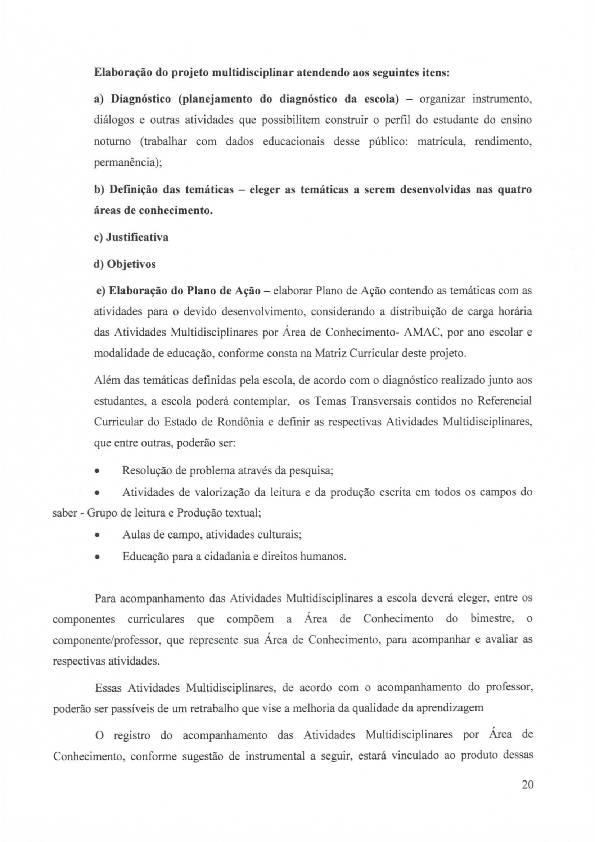 Elaboração do projeto multidisciplinar atendendo aos seguintes itens:
a) Diagnóstico (planejamento do diagnóstico da escola) – organizar instrumento,
diálogos e outras atividades que possibilitem construir o perfil do estudante do ensino
noturno (trabalhar com dados educacionais desse público: matrícula, rendimento,
permanência);
b) Definição das temáticas – eleger as temáticas a serem desenvolvidas nas quatro
áreas de conhecimento.
c) Justificativa
d) Objetivos
e) Elaboração do Plano de Ação – elaborar Plano de Ação contendo as temáticas com as
atividades para o devido desenvolvimento, considerando a distribuição de carga horária
das Atividades Multidisciplinares por Área de Conhecimento- AMAC, por ano escolar e
modalidade de educação, conforme consta na Matriz Curricular deste projeto.
Além das temáticas definidas pela escola, de acordo com o diagnóstico realizado junto aos
estudantes, a escola poderá contemplar, os Temas Transversais contidos no Referencial
Curricular do Estado de Rondônia e definir as respectivas Atividades Multidisciplinares,
que entre outras, poderão ser:
• Resolução de problema através da pesquisa;
• Atividades de valorização da leitura e da produção escrita em todos os campos do
saber - Grupo de leitura e Produção textual;
• Aulas de campo, atividades culturais;
• Educação para a cidadania e direitos humanos.
Para acompanhamento das Atividades Multidisciplinares a escola deverá eleger, entre os
componentes curriculares que compõem a Área de Conhecimento do bimestre, o
componente/professor, que represente sua Área de Conhecimento, para acompanhar e avaliar as
respectivas atividades.
Essas Atividades Multidisciplinares, de acordo com o acompanhamento do professor,
poderão ser passíveis de um retrabalho que vise a melhoria da qualidade da aprendizagem
O registro do acompanhamento das Atividades Multidisciplinares por Área de
Conhecimento, conforme sugestão de instrumental a seguir, estará vinculado ao produto dessas
20